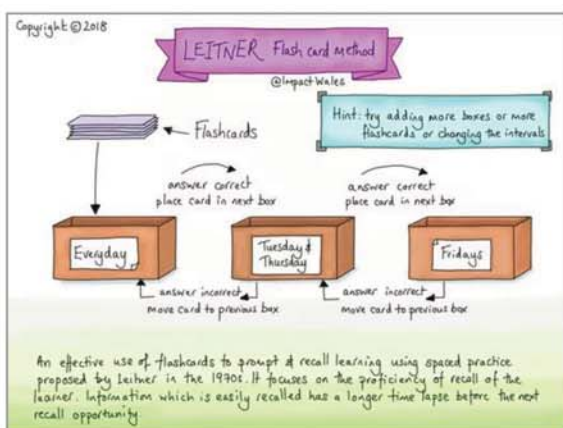 Copyright © 2018
LEITNER Flash card method
@ImpactWales
Flashcards
Hint: try adding more boxes or more
flashcards or changing the intervals
answer correct
place card in next box
answer correct
place card in next box
Everyday
Tuesday &
Thursday
Fridays
answer incorrect
move card to previous box
answer incorrect
move card to previous box
An effective use of flashcards to prompt & recall learning using spaced practice
proposed by Leitner in the 1970s. It focuses on the proficiency of recall of the
learner. Information which is easily recalled has a longer time lapse before the next
recall opportunity.